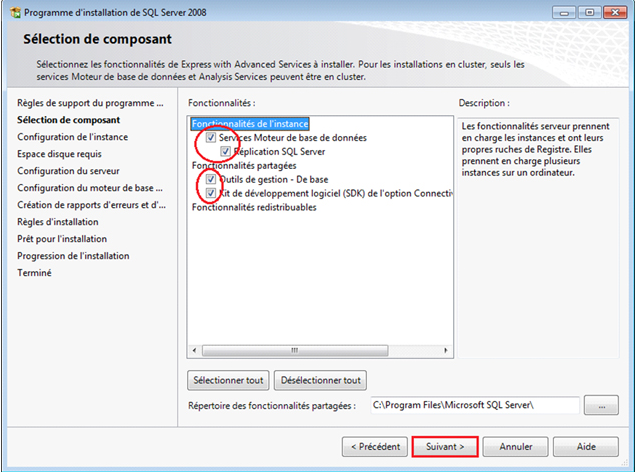 Programme d'installation de SQL Server 2008
Sélection de composant
Sélectionnez les fonctionnalités de Express with Advanced Services à installer. Pour les installations en cluster, seuls les
services Moteur de base de données et Analysis Services peuvent être en cluster.
Règles de support du programme ...
Sélection de composant
Configuration de l'instance
Espace disque requis
Configuration du serveur
Configuration du moteur de base ...
Création de rapports d'erreurs et d'...
Règles d'installation
Prêt pour l'installation
Progression de l'installation
Terminé
Fonctionnalités :
Fonctionnalités de l'instance
Services Moteur de base de données
Réplication SQL Server
Fonctionnalités partagées
Outils de gestion - De base
Kit de développement logiciel (SDK) de l'option Connectiv
Fonctionnalités redistribuables
Description :
Les fonctionnalités serveur prennent
en charge les instances et ont leurs
propres ruches de Registre. Elles
prennent en charge plusieurs
instances sur un ordinateur.
Sélectionner tout
Désélectionner tout
Répertoire des fonctionnalités partagées :
C:\Program Files\Microsoft SQL Server\
...
< Précédent
Suivant >
Annuler
Aide